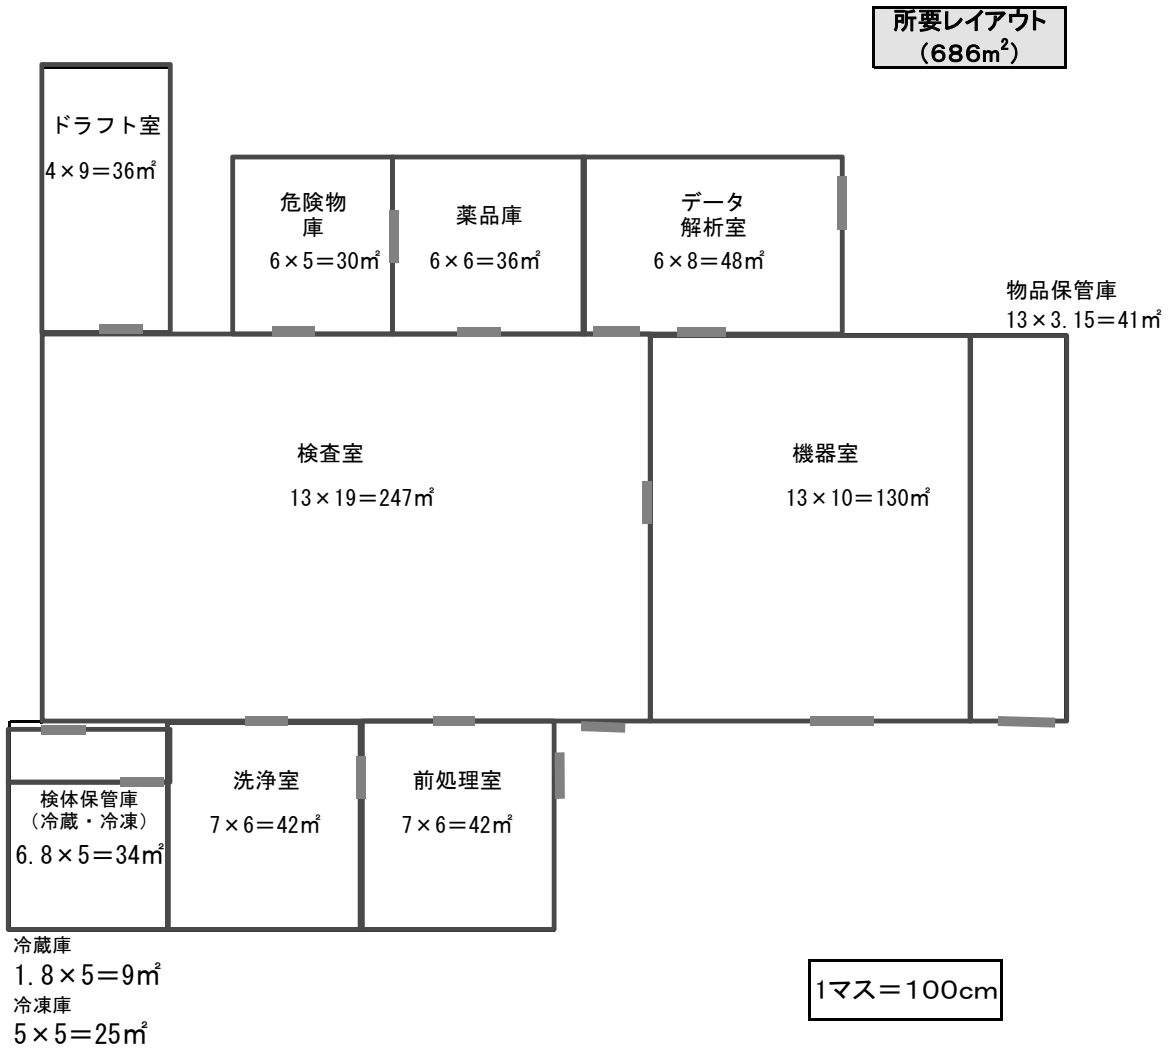 所要レイアウト
(686m²)
ドラフト室
4×9=36㎡
危険物
庫
6×5=30㎡
薬品庫
6×6=36㎡
データ
解析室
6×8=48㎡
物品保管庫
13×3.15=41㎡
検査室
13×19=247㎡
機器室
13×10=130㎡
検体保管庫
(冷蔵・冷凍)
6.8×5=34㎡
洗浄室
7×6=42㎡
前処理室
7×6=42㎡
冷蔵庫
1.8×5=9㎡
冷凍庫
5×5=25㎡
1マス=100cm